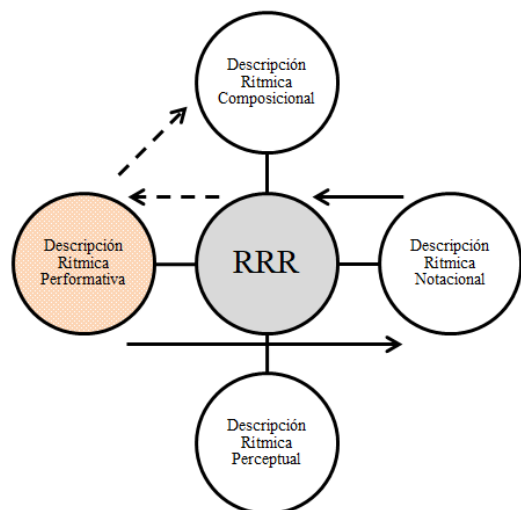 Descripción
Rítmica
Composicional
Descripción
Rítmica
Performativa
RRR
Descripción
Rítmica
Notacional
Descripción
Rítmica
Perceptual